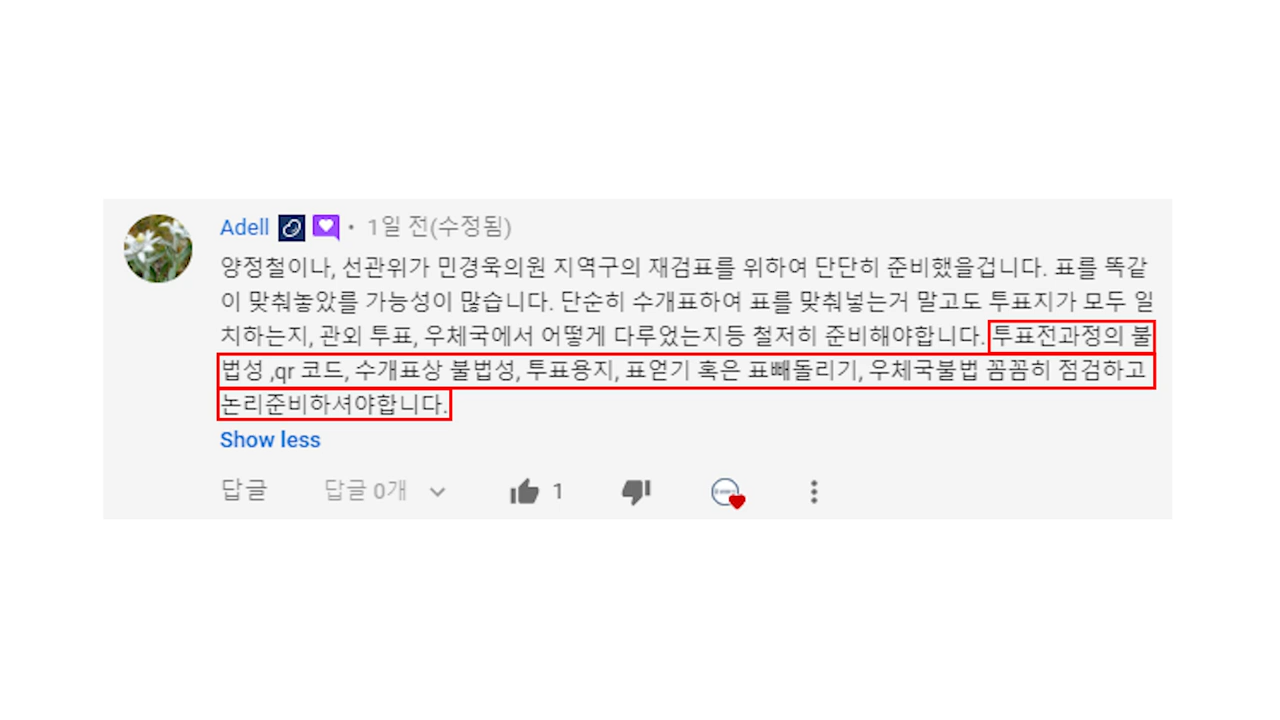 Adell • 1일 전(수정됨)
양정철이나, 선관위가 민경욱의원 지역구의 재검표를 위하여 단단히 준비했을겁니다. 표를 똑같
이 맞춰놓았를 가능성이 많습니다. 단순히 수개표하여 표를 맞춰넣는거 말고도 투표지가 모두 일
치하는지, 관외 투표, 우체국에서 어떻게 다루었는지등 철저히 준비해야합니다. 투표전과정의 불
법성 ,qr 코드, 수개표상 불법성, 투표용지, 표얻기 혹은 표빼돌리기, 우체국불법 꼼꼼히 점검하고
논리준비하셔야합니다.
Show less
답글 답글 0개 1